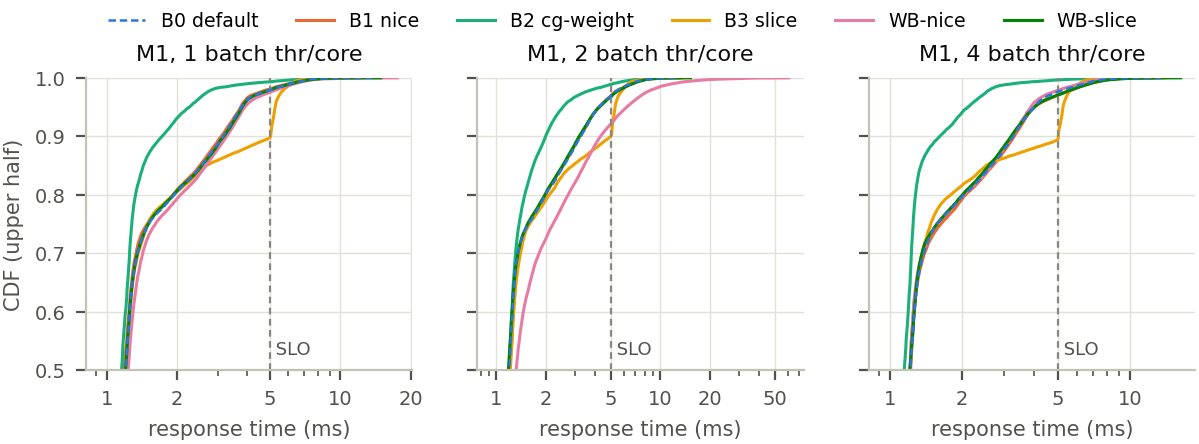 B0 default B1 nice B2 cg-weight B3 slice WB-nice WB-slice
M1, 1 batch thr/core M1, 2 batch thr/core M1, 4 batch thr/core
CDF (upper half)
1.0
0.9
0.8
0.7
0.6
0.5
SLO SLO SLO
1 2 5 10 20 1 2 5 10 20 50 1 2 5 10
response time (ms) response time (ms) response time (ms)